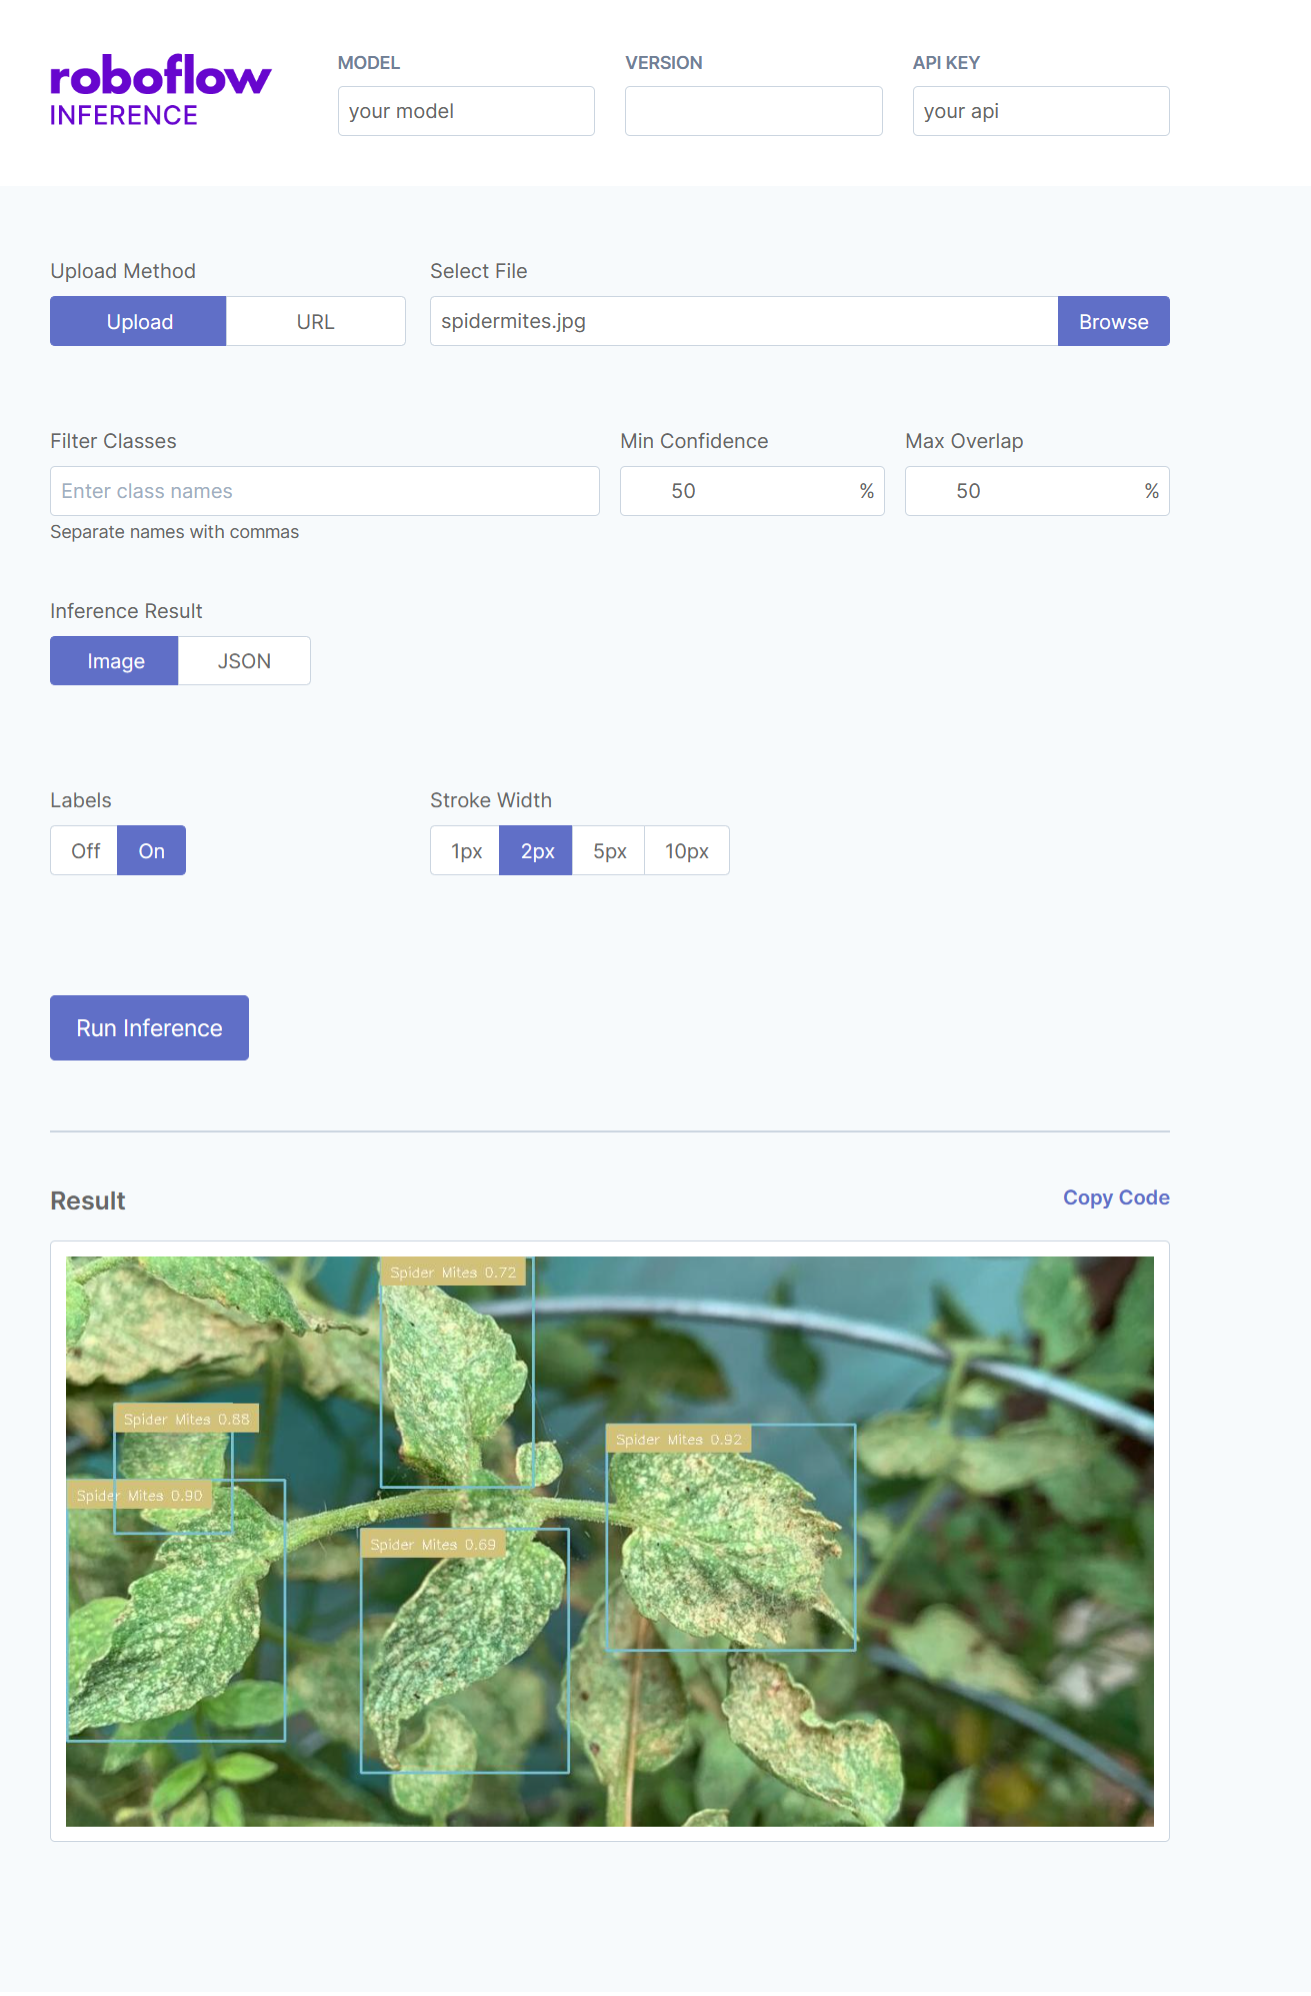 roboflow
INFERENCE
MODEL
your model
VERSION
API KEY
your api
Upload Method
Upload
URL
Select File
spidermites.jpg
Browse
Filter Classes
Enter class names
Separate names with commas
Min Confidence
50 %
Max Overlap
50 %
Inference Result
Image
JSON
Labels
Off
On
Stroke Width
1px
2px
5px
10px
Run Inference
Result
Copy Code
Spider Mites 0.72
Spider Mites 0.88
Spider Mites 0.92
Spider Mites 0.90
Spider Mites 0.69